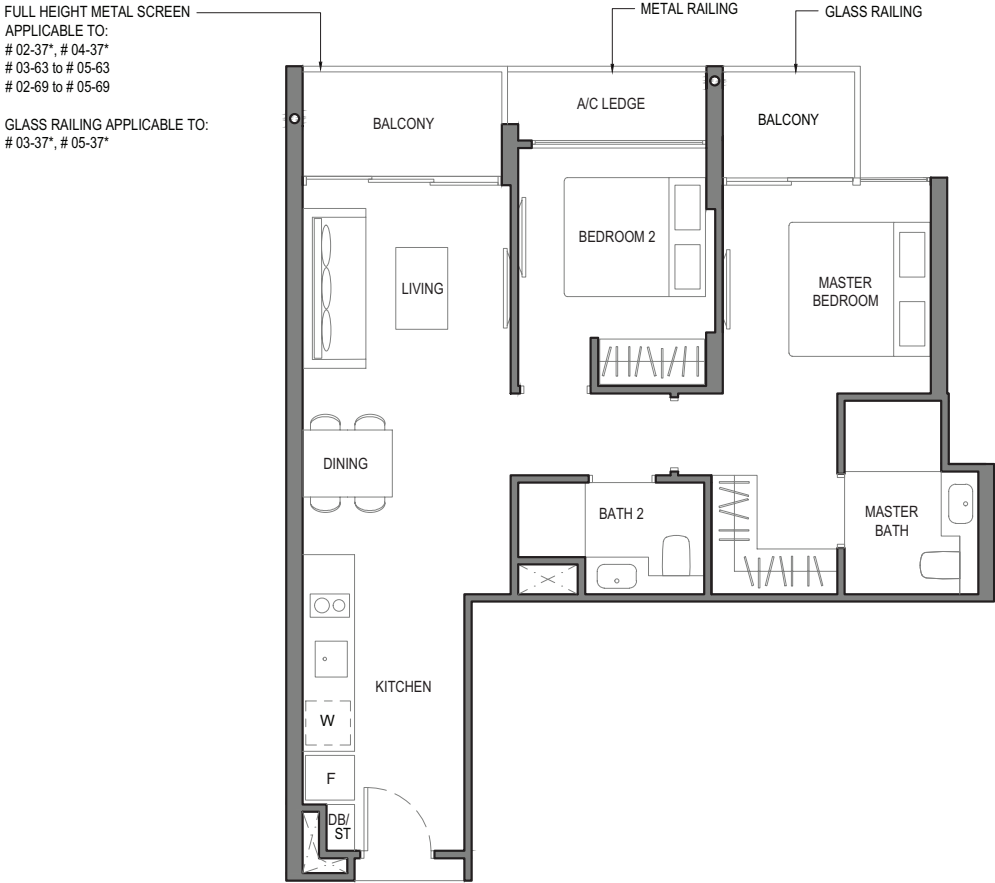 FULL HEIGHT METAL SCREEN
APPLICABLE TO:
# 02-37*, # 04-37*
# 03-63 to # 05-63
# 02-69 to # 05-69
GLASS RAILING APPLICABLE TO:
# 03-37*, # 05-37*
METAL RAILING
GLASS RAILING
BALCONY
A/C LEDGE
BALCONY
BEDROOM 2
LIVING
MASTER
BEDROOM
DINING
BATH 2
MASTER
BATH
KITCHEN
W
F
DB/
ST